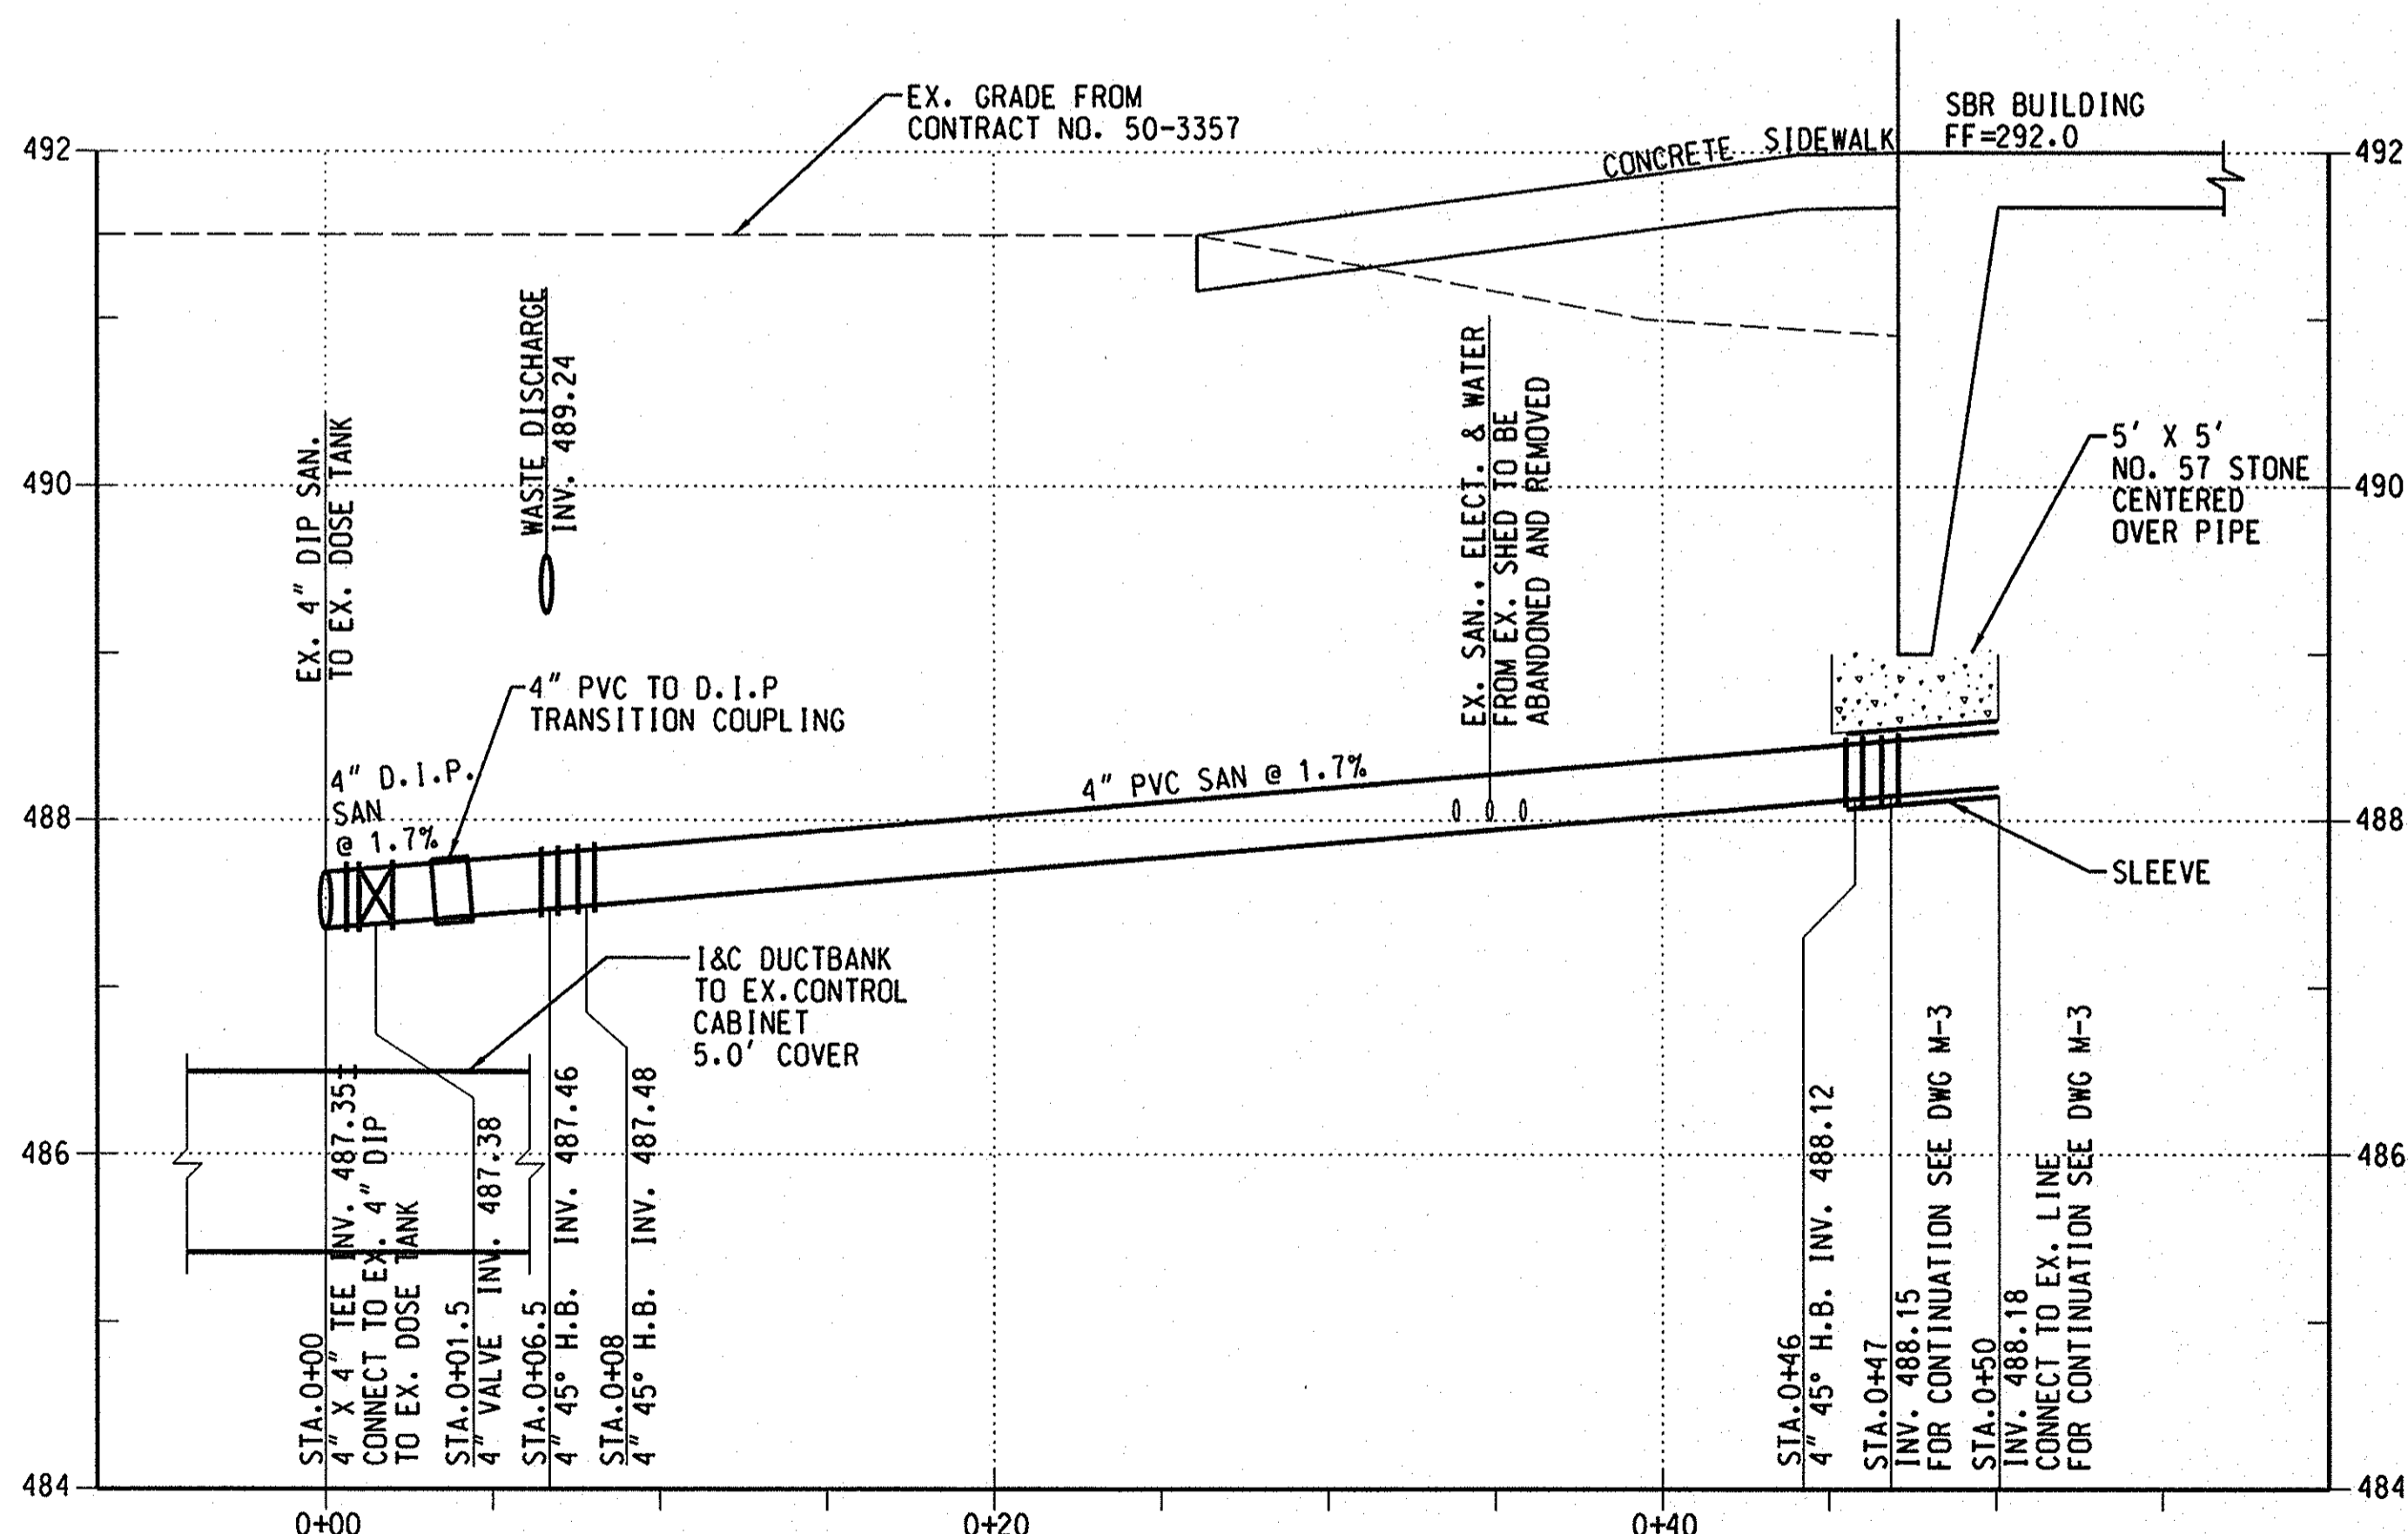 EX. GRADE FROM
CONTRACT NO. 50-3357
SBR BUILDING
FF=292.0
CONCRETE SIDEWALK
492
492
WASTE DISCHARGE
INV. 489.24
EX. 4" DIP SAN.
TO EX. DOSE TANK
EX. SAN., ELECT. & WATER
FROM EX. SHED TO BE
ABANDONED AND REMOVED
5' X 5'
NO. 57 STONE
CENTERED
OVER PIPE
490
490
4" PVC TO D.I.P
TRANSITION COUPLING
4" D.I.P.
SAN
@ 1.7%
4" PVC SAN @ 1.7%
488
488
SLEEVE
I&C DUCTBANK
TO EX.CONTROL
CABINET
5.0' COVER
486
486
STA.0+00
4" X 4" TEE INV. 487.35±
CONNECT TO EX. 4" DIP
TO EX. DOSE TANK
STA.0+01.5
4" VALVE INV. 487.38
STA.0+06.5
4" 45° H.B. INV. 487.46
STA.0+08
4" 45° H.B. INV. 487.48
STA.0+46
4" 45° H.B. INV. 488.12
STA.0+47
INV. 488.15
FOR CONTINUATION SEE DWG M-3
STA.0+50
INV. 488.18
CONNECT TO EX. LINE
FOR CONTINUATION SEE DWG M-3
484
484
0+00
0+20
0+40